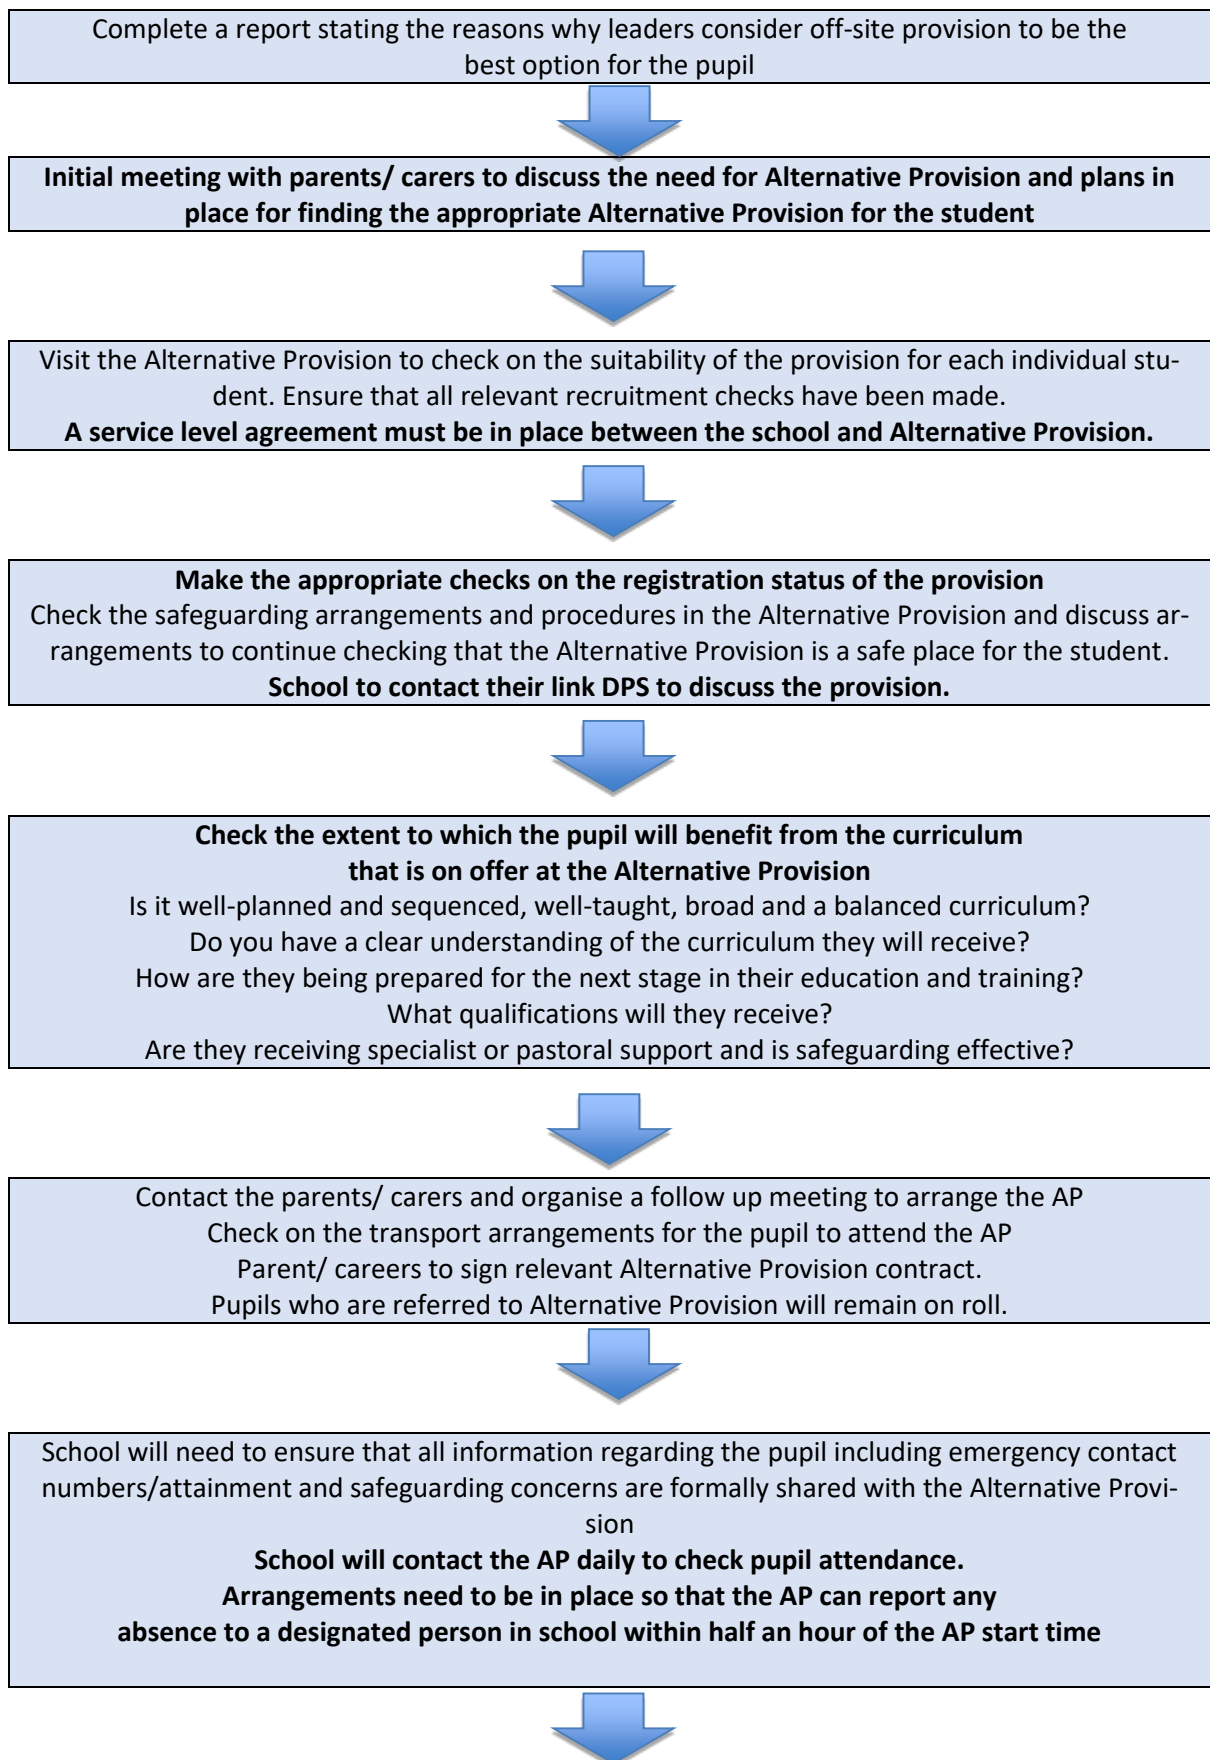 Complete a report stating the reasons why leaders consider off-site provision to be the
best option for the pupil
Initial meeting with parents/ carers to discuss the need for Alternative Provision and plans in
place for finding the appropriate Alternative Provision for the student
Visit the Alternative Provision to check on the suitability of the provision for each individual stu-
dent. Ensure that all relevant recruitment checks have been made.
A service level agreement must be in place between the school and Alternative Provision.
Make the appropriate checks on the registration status of the provision
Check the safeguarding arrangements and procedures in the Alternative Provision and discuss ar-
rangements to continue checking that the Alternative Provision is a safe place for the student.
School to contact their link DPS to discuss the provision.
Check the extent to which the pupil will benefit from the curriculum
that is on offer at the Alternative Provision
Is it well-planned and sequenced, well-taught, broad and a balanced curriculum?
Do you have a clear understanding of the curriculum they will receive?
How are they being prepared for the next stage in their education and training?
What qualifications will they receive?
Are they receiving specialist or pastoral support and is safeguarding effective?
Contact the parents/ carers and organise a follow up meeting to arrange the AP
Check on the transport arrangements for the pupil to attend the AP
Parent/ careers to sign relevant Alternative Provision contract.
Pupils who are referred to Alternative Provision will remain on roll.
School will need to ensure that all information regarding the pupil including emergency contact
numbers/attainment and safeguarding concerns are formally shared with the Alternative Provi-
sion
School will contact the AP daily to check pupil attendance.
Arrangements need to be in place so that the AP can report any
absence to a designated person in school within half an hour of the AP start time